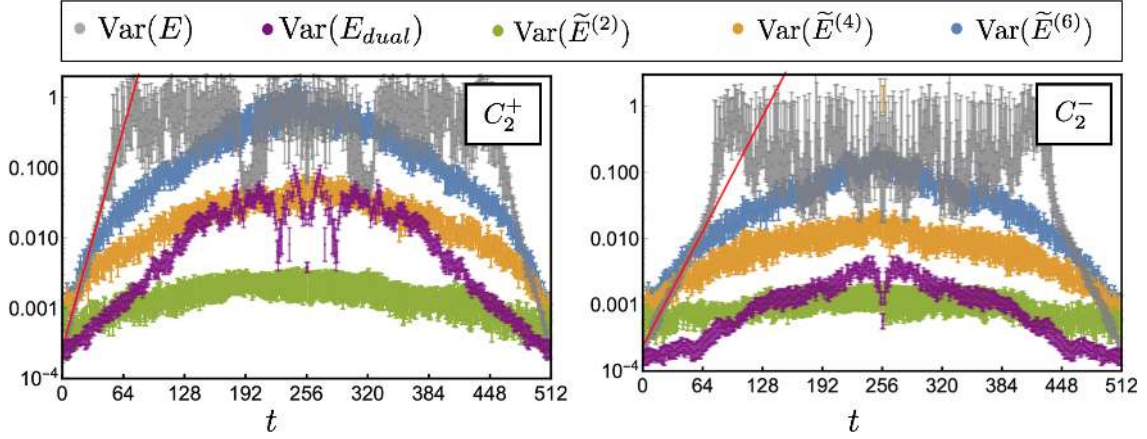 Var(E) Var(E_{dual}) Var(Ẽ^{(2)}) Var(Ẽ^{(4)}) Var(Ẽ^{(6)})
C_2^+ C_2^-
1 1
0.100 0.100
0.010 0.010
0.001 0.001
10^{-4} 10^{-4}
0 64 128 192 256 320 384 448 512 0 64 128 192 256 320 384 448 512
t t